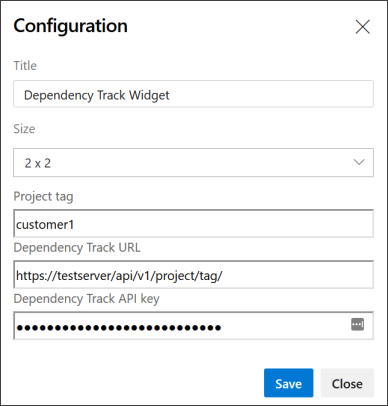 Configuration
Title
Dependency Track Widget
Size
2 x 2
Project tag
customer1
Dependency Track URL
https://testserver/api/v1/project/tag/
Dependency Track API key
●●●●●●●●●●●●●●●●●●●●●●●●●●●
Save Close